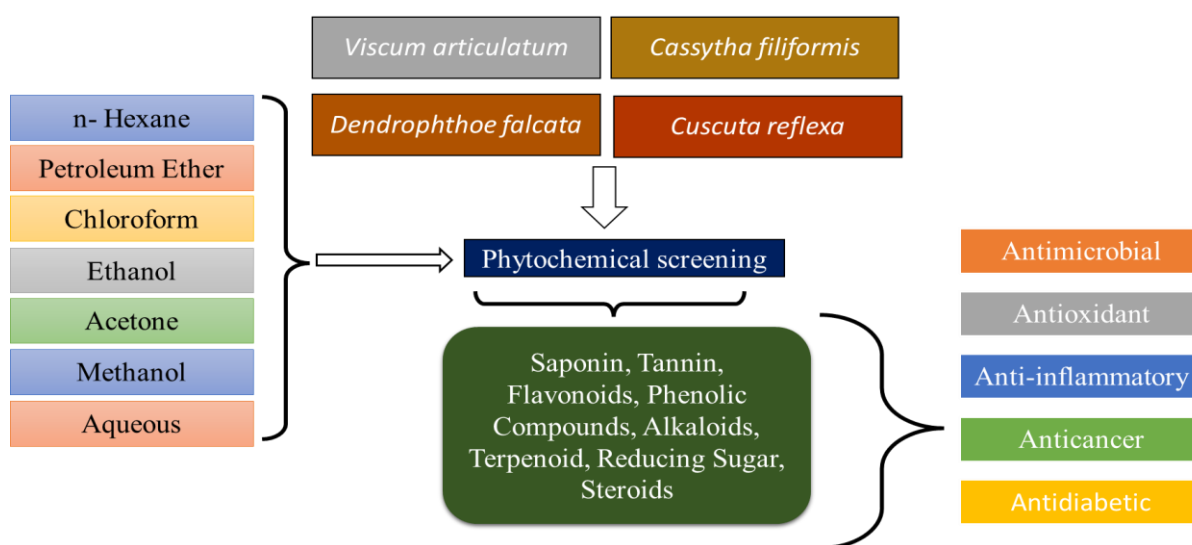 Viscum articulatum
Cassytha filiformis
Dendrophthoe falcata
Cuscuta reflexa
n- Hexane
Petroleum Ether
Chloroform
Ethanol
Acetone
Methanol
Aqueous
Phytochemical screening
Saponin, Tannin,
Flavonoids, Phenolic
Compounds, Alkaloids,
Terpenoid, Reducing Sugar,
Steroids
Antimicrobial
Antioxidant
Anti-inflammatory
Anticancer
Antidiabetic